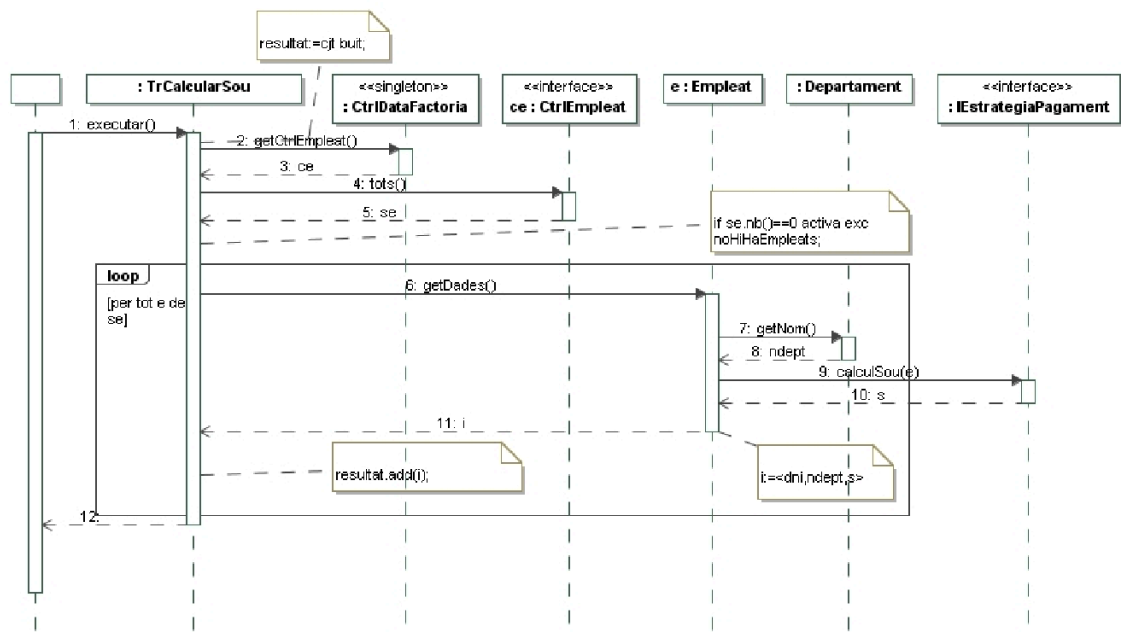 resultat:=cjt buit;
: TrCalcularSou
<<singleton>>
: CtrlDataFactoria
<<interface>>
ce : CtrlEmpleat
e : Empleat
: Departament
<<interface>>
: IEstrategiaPagament
1: executar()
2: getCtrlEmpleat()
3: ce
4: tots()
5: se
if se.nb()==0 activa exc
noHiHaEmpleats;
loop
[per tot e de
se]
6: getDades()
7: getNom()
8: ndept
9: calculSou(e)
10: s
11: i
resultat.add(i);
i:=<dni,ndept,s>
12: